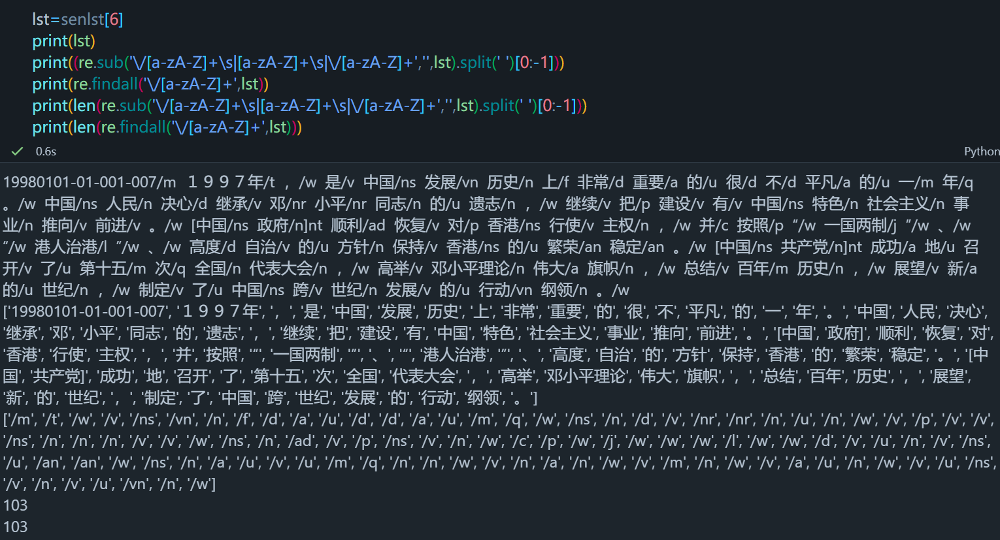 lst=senlst[6]
print(lst)
print((re.sub('\/[a-zA-Z]+\s|[a-zA-Z]+\s|\/[a-zA-Z]+','',lst).split(' ')[0:-1]))
print(re.findall('\/[a-zA-Z]+',lst))
print(len(re.sub('\/[a-zA-Z]+\s|[a-zA-Z]+\s|\/[a-zA-Z]+','',lst).split(' ')[0:-1]))
print(len(re.findall('\/[a-zA-Z]+',lst)))
0.6s
Python
19980101-01-001-007/m １９９７年/t ，/w 是/v 中国/ns 发展/vn 历史/n 上/f 非常/d 重要/a 的/u 很/d 不/d 平凡/a 的/u 一/m 年/q
。/w 中国/ns 人民/n 决心/d 继承/v 邓/nr 小平/nr 同志/n 的/u 遗志/n ，/w 继续/v 把/p 建设/v 有/v 中国/ns 特色/n 社会主义/n 事
业/n 推向/v 前进/v 。/w [中国/ns 政府/n]nt 顺利/ad 恢复/v 对/p 香港/ns 行使/v 主权/n ，/w 并/c 按照/p “/w 一国两制/j ”/w 、/w
“/w 港人治港/l ”/w 、/w 高度/d 自治/v 的/u 方针/n 保持/v 香港/ns 的/u 繁荣/an 稳定/an 。/w [中国/ns 共产党/n]nt 成功/a 地/u 召
开/v 了/u 第十五/m 次/q 全国/n 代表大会/n ，/w 高举/v 邓小平理论/n 伟大/a 旗帜/n ，/w 总结/v 百年/m 历史/n ，/w 展望/v 新/a
的/u 世纪/n ，/w 制定/v 了/u 中国/ns 跨/v 世纪/n 发展/v 的/u 行动/vn 纲领/n 。/w
['19980101-01-001-007', '１９９７年', '，', '是', '中国', '发展', '历史', '上', '非常', '重要', '的', '很', '不', '平凡', '的', '一', '年', '。', '中国', '人民', '决心',
'继承', '邓', '小平', '同志', '的', '遗志', '，', '继续', '把', '建设', '有', '中国', '特色', '社会主义', '事业', '推向', '前进', '。', '[中国', '政府]', '顺利', '恢复', '对',
'香港', '行使', '主权', '，', '并', '按照', '“', '一国两制', '”', '、', '“', '港人治港', '”', '、', '高度', '自治', '的', '方针', '保持', '香港', '的', '繁荣', '稳定', '。', '[中
国', '共产党]', '成功', '地', '召开', '了', '第十五', '次', '全国', '代表大会', '，', '高举', '邓小平理论', '伟大', '旗帜', '，', '总结', '百年', '历史', '，', '展望',
'新', '的', '世纪', '，', '制定', '了', '中国', '跨', '世纪', '发展', '的', '行动', '纲领', '。']
['/m', '/t', '/w', '/v', '/ns', '/vn', '/n', '/f', '/d', '/a', '/u', '/d', '/d', '/a', '/u', '/m', '/q', '/w', '/ns', '/n', '/d', '/v', '/nr', '/nr', '/n', '/u', '/n', '/w', '/v', '/p', '/v', '/v',
'/ns', '/n', '/n', '/n', '/v', '/v', '/w', '/ns', '/n', '/ad', '/v', '/p', '/ns', '/v', '/n', '/w', '/c', '/p', '/w', '/j', '/w', '/w', '/w', '/l', '/w', '/w', '/d', '/v', '/u', '/n', '/v', '/ns',
'/u', '/an', '/an', '/w', '/ns', '/n', '/a', '/u', '/v', '/u', '/m', '/q', '/n', '/n', '/w', '/v', '/n', '/a', '/n', '/w', '/v', '/m', '/n', '/w', '/v', '/a', '/u', '/n', '/w', '/v', '/u', '/ns',
'/v', '/n', '/v', '/u', '/vn', '/n', '/w']
103
103